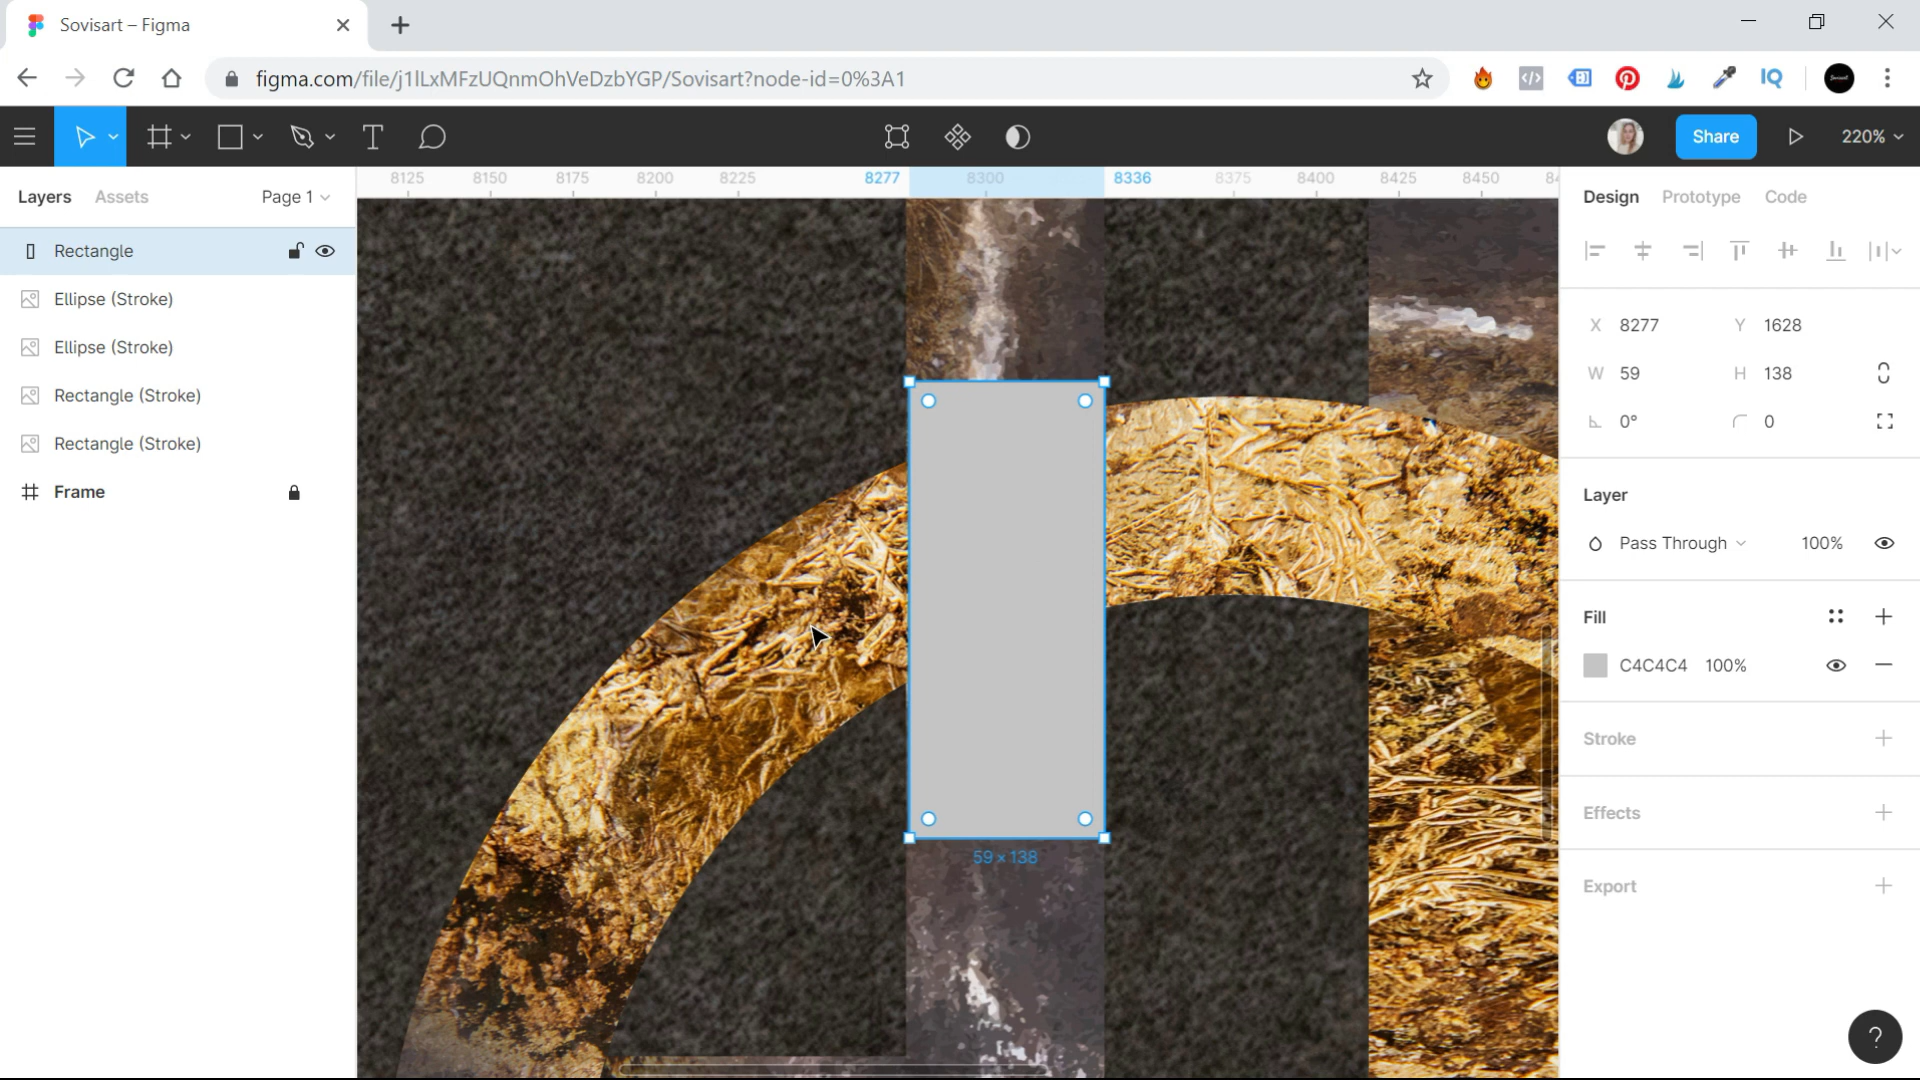 Sovisart – Figma
figma.com/file/j1lLxMFzUQnmOhVeDzbYGP/Sovisart?node-id=0%3A1
IQ
T
Share
220%
Layers
Assets
Page 1
8125
8150
8175
8200
8225
8277
8300
8336
8375
8400
8425
8450
Design
Prototype
Code
Rectangle
Ellipse (Stroke)
Ellipse (Stroke)
Rectangle (Stroke)
Rectangle (Stroke)
Frame
X 8277
Y 1628
W 59
H 138
0°
0
Layer
Pass Through
100%
Fill
C4C4C4 100%
Stroke
Effects
Export
59 × 138
?